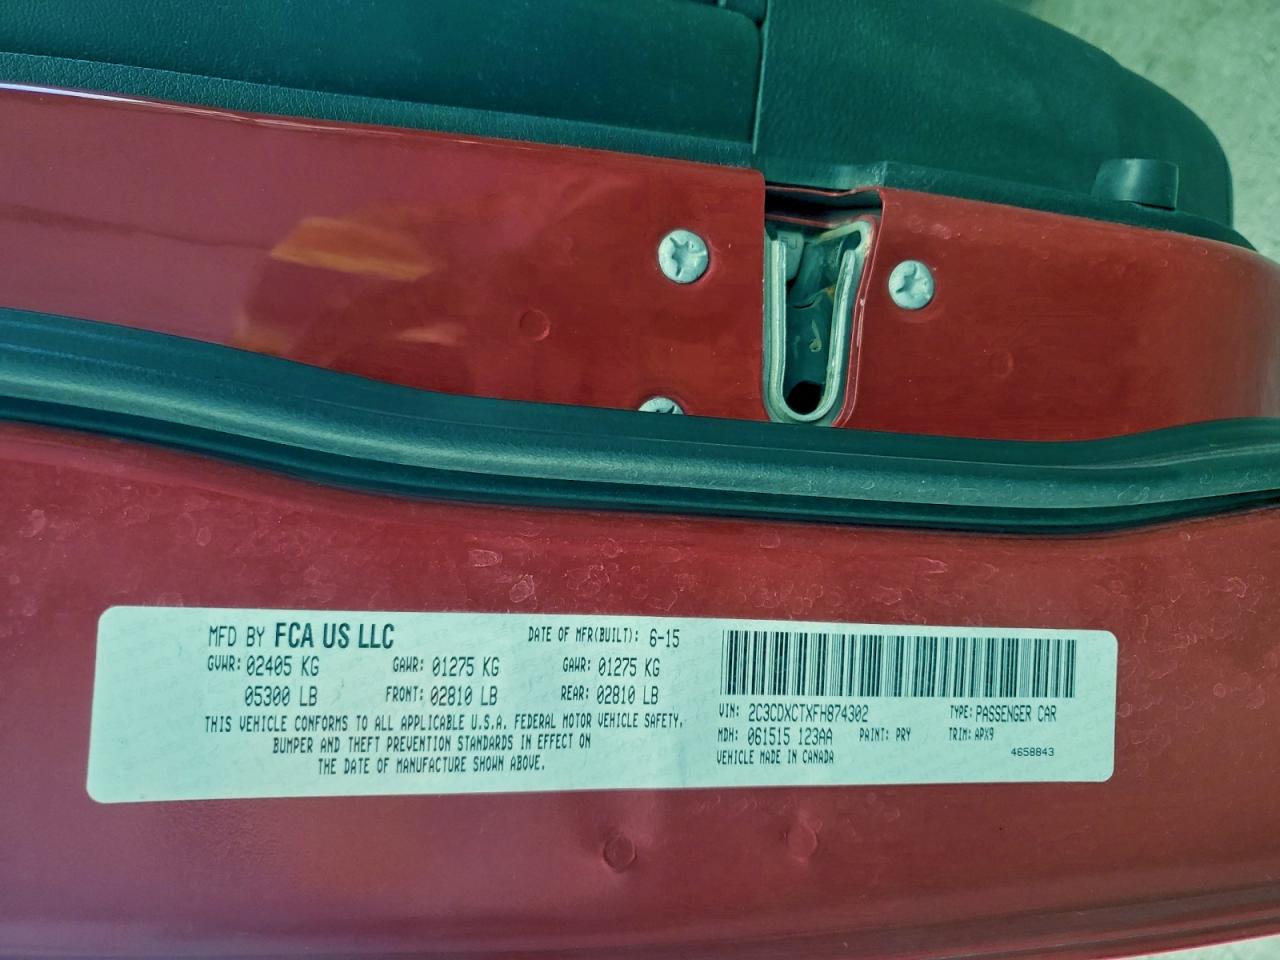 MFD BY FCA US LLC DATE OF MFR(BUILT): 6-15
GVWR: 02405 KG GAWR: 01275 KG GAWR: 01275 KG
05300 LB FRONT: 02810 LB REAR: 02810 LB
THIS VEHICLE CONFORMS TO ALL APPLICABLE U.S.A. FEDERAL MOTOR VEHICLE SAFETY,
BUMPER AND THEFT PREVENTION STANDARDS IN EFFECT ON
THE DATE OF MANUFACTURE SHOWN ABOVE.
VIN: 2C3CDXCTXFH874302 TYPE: PASSENGER CAR
MDH: 061515 123AA PAINT: PRY TRIM: APX9
VEHICLE MADE IN CANADA 4658843